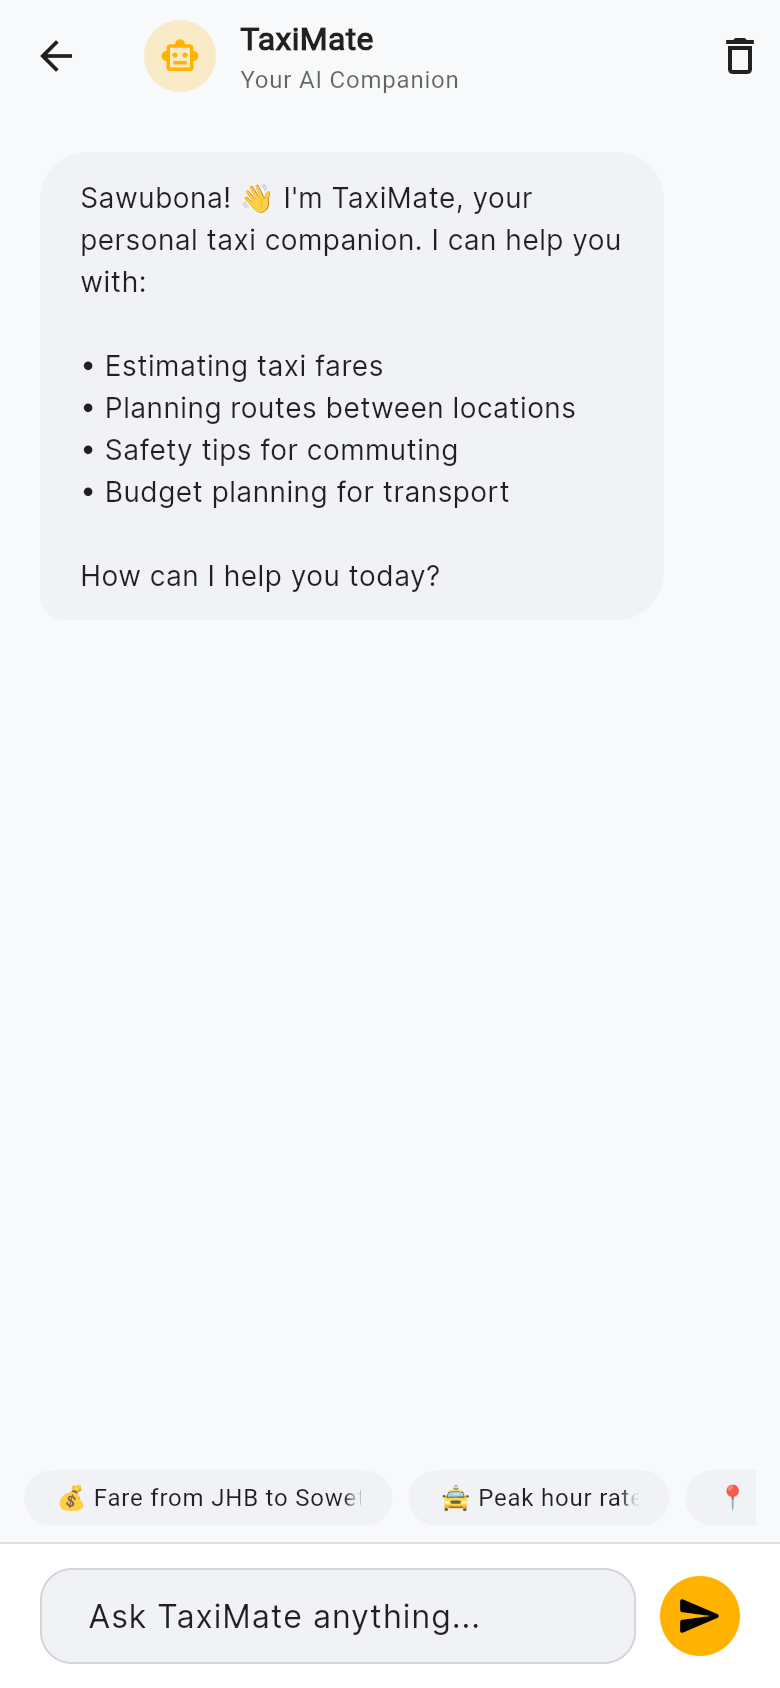 TaxiMate
Your AI Companion
Sawubona! 👋 I'm TaxiMate, your
personal taxi companion. I can help you
with:
• Estimating taxi fares
• Planning routes between locations
• Safety tips for commuting
• Budget planning for transport
How can I help you today?
💰 Fare from JHB to Sowet
🚖 Peak hour rate
📍
Ask TaxiMate anything...